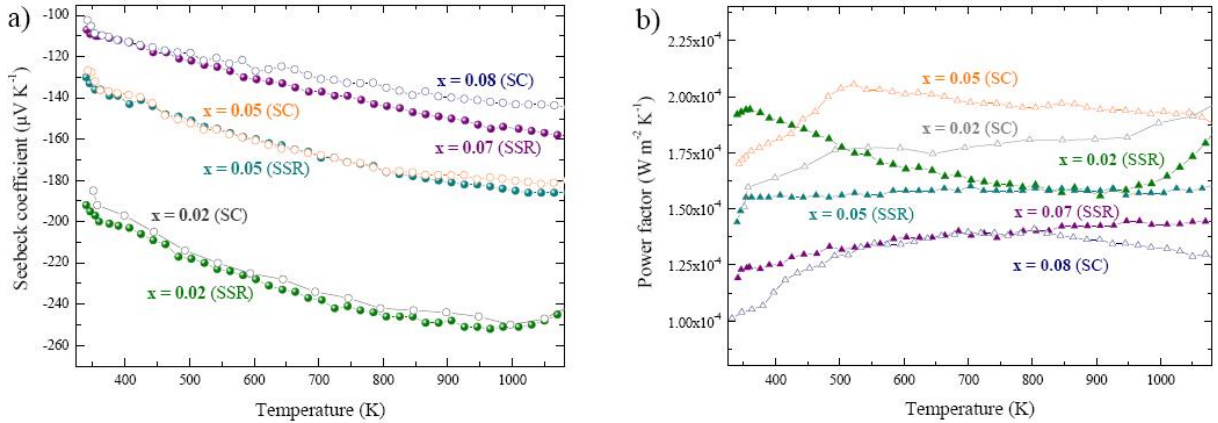 a)
-100
-120
-140
-160
-180
-200
-220
-240
-260
Seebeck coefficient (µV K⁻¹)
x = 0.08 (SC)
x = 0.05 (SC)
x = 0.07 (SSR)
x = 0.05 (SSR)
x = 0.02 (SC)
x = 0.02 (SSR)
400 500 600 700 800 900 1000
Temperature (K)
b)
2.25x10⁻⁴
2.00x10⁻⁴
1.75x10⁻⁴
1.50x10⁻⁴
1.25x10⁻⁴
1.00x10⁻⁴
Power factor (W m⁻² K⁻¹)
x = 0.05 (SC)
x = 0.02 (SC)
x = 0.02 (SSR)
x = 0.05 (SSR)
x = 0.07 (SSR)
x = 0.08 (SC)
400 500 600 700 800 900 1000
Temperature (K)